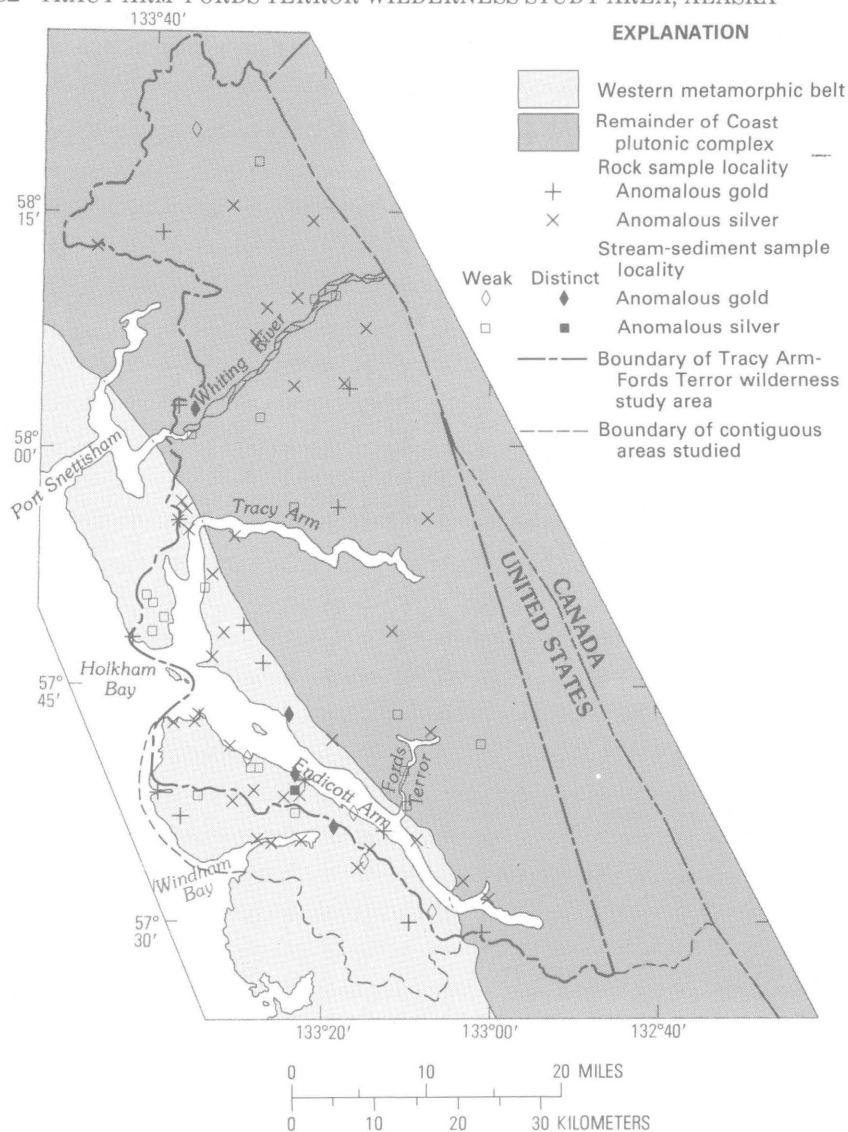 TRACY ARM-FORDS TERROR WILDERNESS STUDY AREA, ALASKA
133°40'
EXPLANATION
Western metamorphic belt
Remainder of Coast
plutonic complex
Rock sample locality
Anomalous gold
Anomalous silver
Stream-sediment sample
locality
Weak Distinct
Anomalous gold
Anomalous silver
Boundary of Tracy Arm-
Fords Terror wilderness
study area
Boundary of contiguous
areas studied
58°
15'
Whiting River
58°
00'
Port Snettisham
Tracy Arm
CANADA
UNITED STATES
Holkham
Bay
57°
45'
Fords
Terror
Endicott Arm
Windham
Bay
57°
30'
133°20'
133°00'
132°40'
0 10 20 MILES
0 10 20 30 KILOMETERS